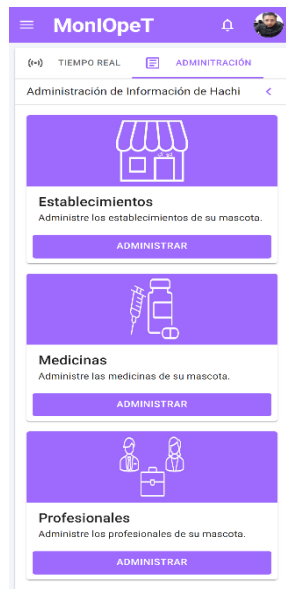 MonIOpeT
TIEMPO REAL
ADMINITRACIÓN
Administración de Información de Hachi
Establecimientos
Administre los establecimientos de su mascota.
ADMINISTRAR
Medicinas
Administre las medicinas de su mascota.
ADMINISTRAR
Profesionales
Administre los profesionales de su mascota.
ADMINISTRAR